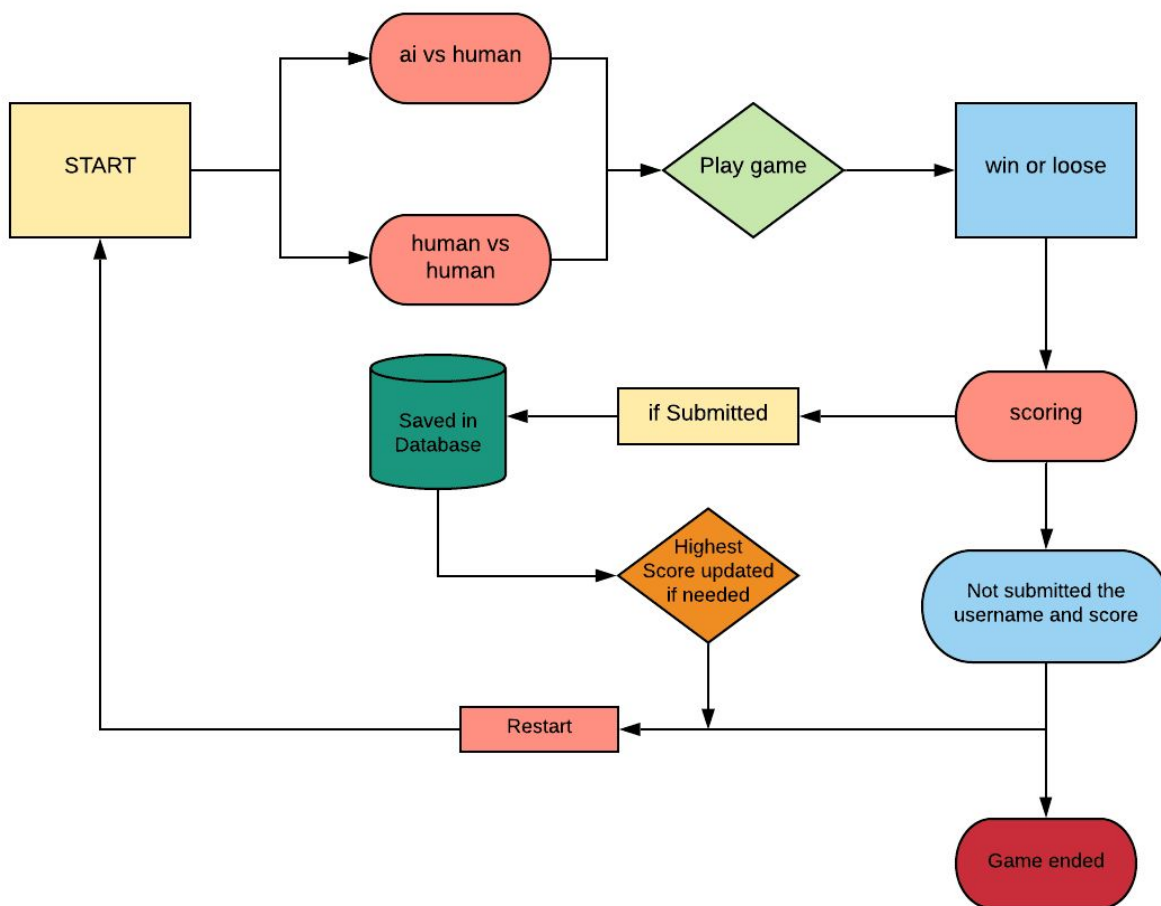 ai vs human
START
Play game
win or loose
human vs
human
Saved in
Database
if Submitted
scoring
Highest
Score updated
if needed
Not submitted the
username and score
Restart
Game ended